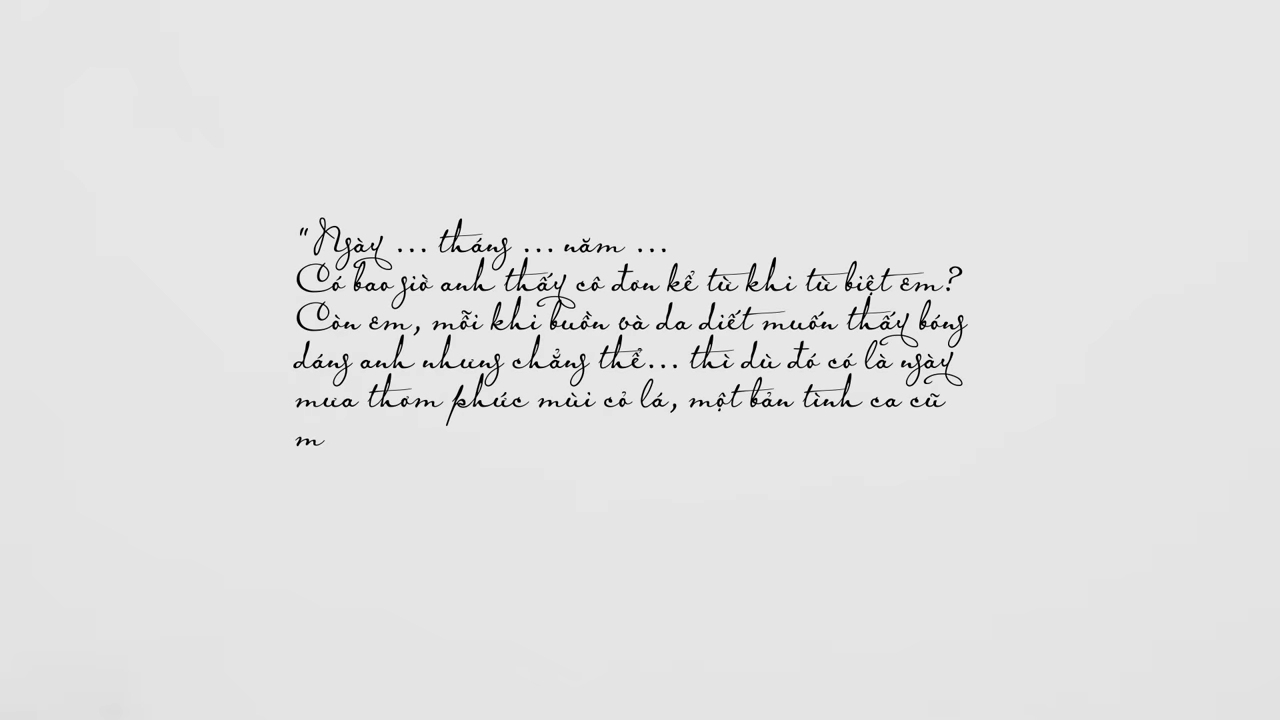 "Ngày ... tháng ... năm ...
Có bao giờ anh thấy cô đơn kể từ khi từ biệt em?
Còn em, mỗi khi buồn và da diết muốn thấy bóng
dáng anh nhưng chẳng thể... thì dù đó có là ngày
mưa thơm phức mùi cỏ lá, một bản tình ca cũ
m